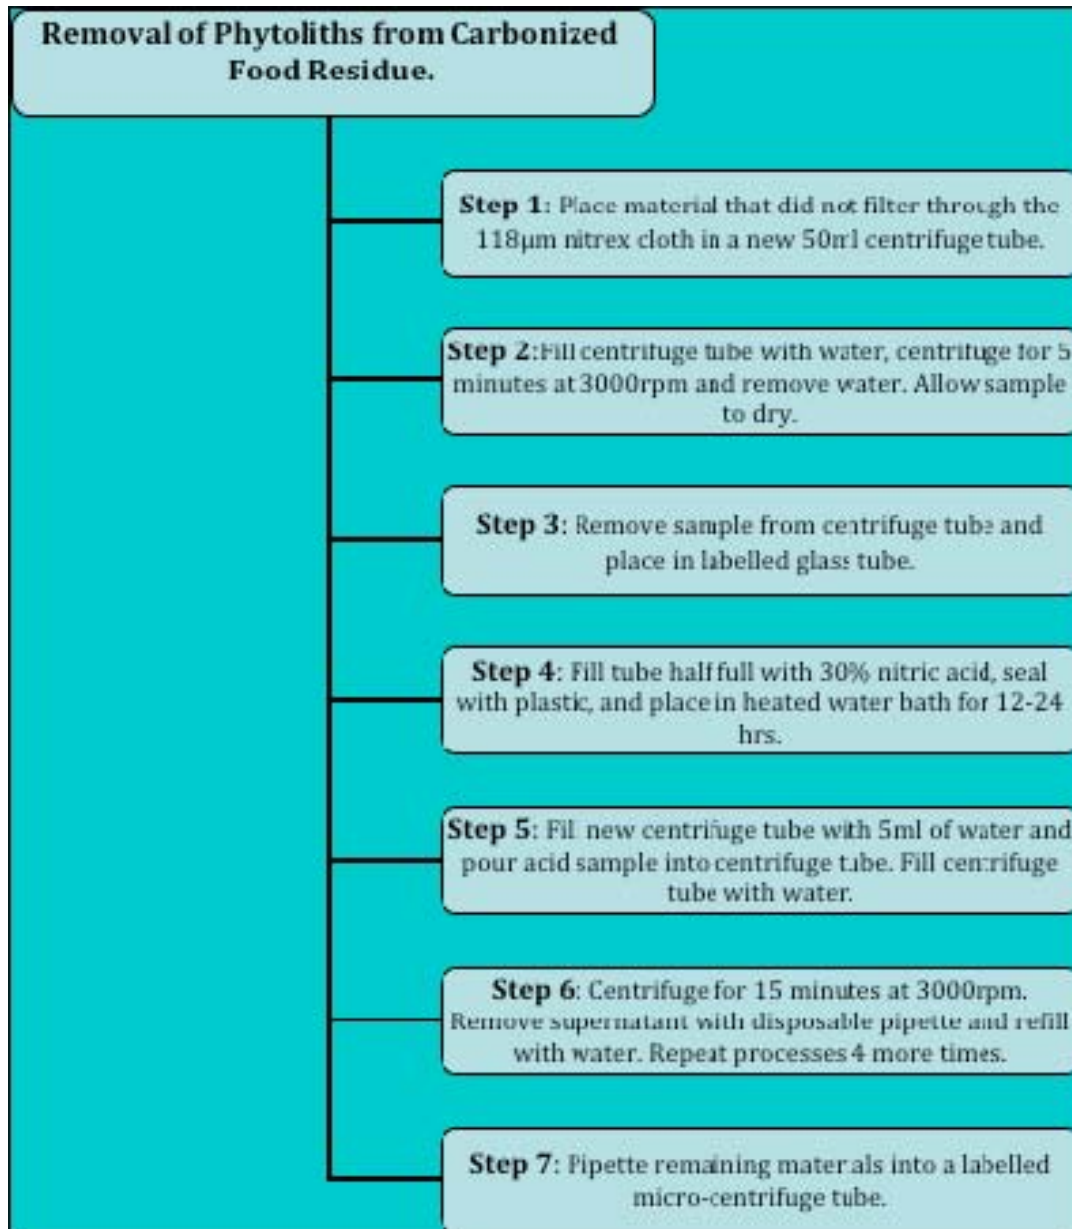 Removal of Phytoliths from Carbonized
Food Residue.
Step 1: Place material that did not filter through the
118µm nitrex cloth in a new 50ml centrifuge tube.
Step 2:Fill centrifuge tube with water, centrifuge for 5
minutes at 3000rpm and remove water. Allow sample
to dry.
Step 3: Remove sample from centrifuge tube and
place in labelled glass tube.
Step 4: Fill tube half full with 30% nitric acid, seal
with plastic, and place in heated water bath for 12-24
hrs.
Step 5: Fill new centrifuge tube with 5ml of water and
pour acid sample into centrifuge tube. Fill centrifuge
tube with water.
Step 6: Centrifuge for 15 minutes at 3000rpm.
Remove supernatant with disposable pipette and refill
with water. Repeat processes 4 more times.
Step 7: Pipette remaining materials into a labelled
micro-centrifuge tube.